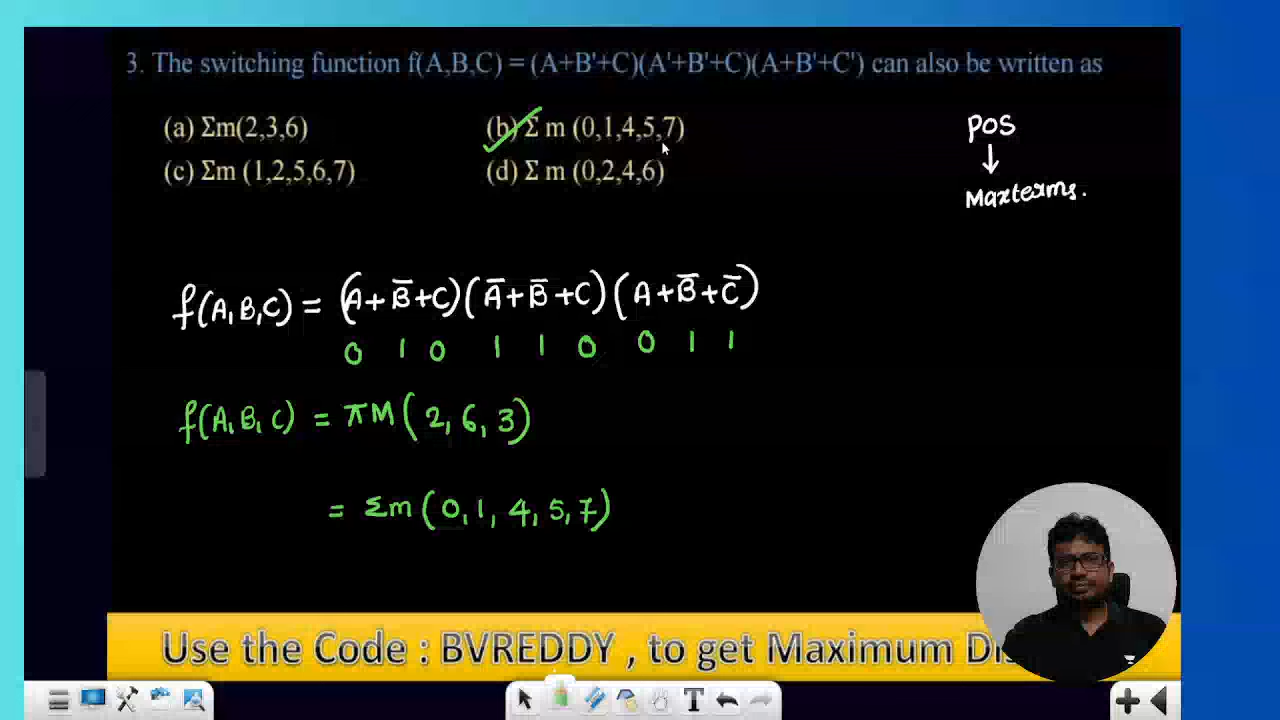 3. The switching function f(A,B,C) = (A+B'+C)(A'+B'+C)(A+B'+C') can also be written as
(a) Σm(2,3,6) (b) Σ m (0,1,4,5,7)
(c) Σm (1,2,5,6,7) (d) Σ m (0,2,4,6)
POS
↓
Maxterms.
f(A,B,C) = (A+B̅+C)(A̅+B̅+C)(A+B̅+C̅)
0 1 0 1 1 0 0 1 1
f(A,B,C) = πM(2,6,3)
= Σm(0,1,4,5,7)
Use the Code : BVREDDY , to get Maximum
T